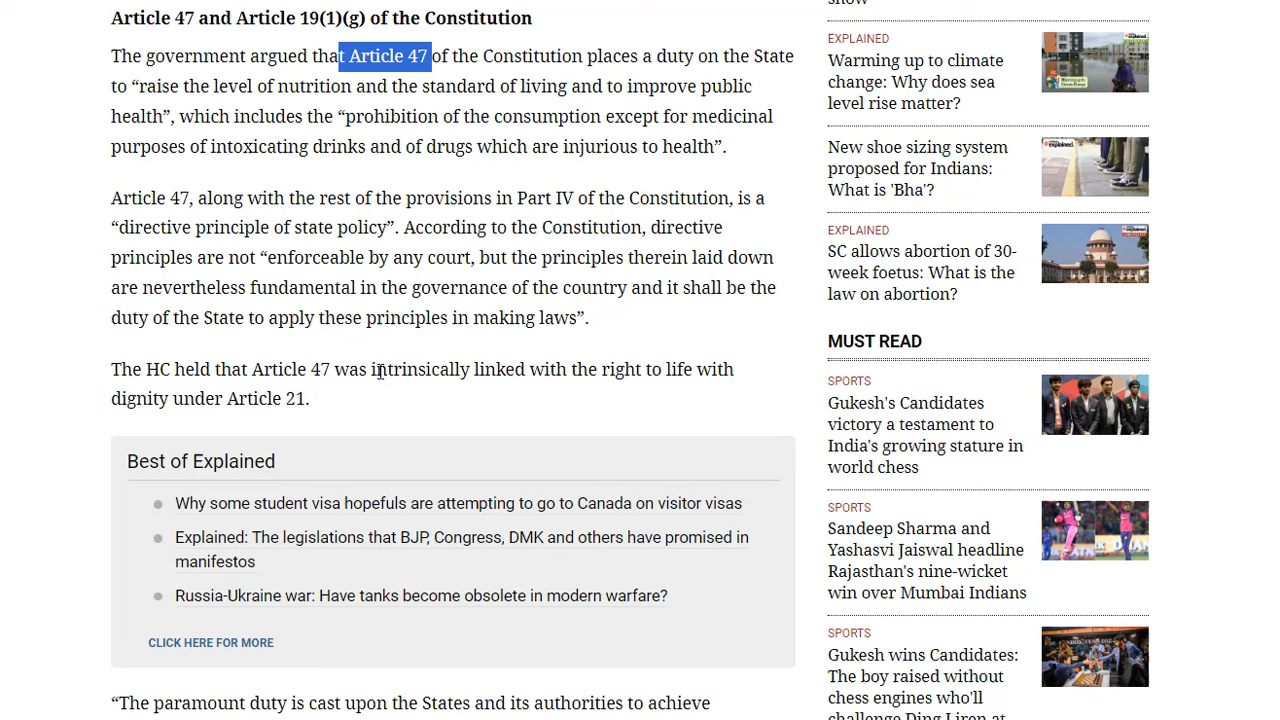 Article 47 and Article 19(1)(g) of the Constitution
The government argued that Article 47 of the Constitution places a duty on the State
to “raise the level of nutrition and the standard of living and to improve public
health”, which includes the “prohibition of the consumption except for medicinal
purposes of intoxicating drinks and of drugs which are injurious to health”.
Article 47, along with the rest of the provisions in Part IV of the Constitution, is a
“directive principle of state policy”. According to the Constitution, directive
principles are not “enforceable by any court, but the principles therein laid down
are nevertheless fundamental in the governance of the country and it shall be the
duty of the State to apply these principles in making laws”.
The HC held that Article 47 was intrinsically linked with the right to life with
dignity under Article 21.
Best of Explained
Why some student visa hopefuls are attempting to go to Canada on visitor visas
Explained: The legislations that BJP, Congress, DMK and others have promised in
manifestos
Russia-Ukraine war: Have tanks become obsolete in modern warfare?
CLICK HERE FOR MORE
“The paramount duty is cast upon the States and its authorities to achieve
show
EXPLAINED
Warming up to climate
change: Why does sea
level rise matter?
New shoe sizing system
proposed for Indians:
What is 'Bha'?
EXPLAINED
SC allows abortion of 30-
week foetus: What is the
law on abortion?
MUST READ
SPORTS
Gukesh's Candidates
victory a testament to
India's growing stature in
world chess
SPORTS
Sandeep Sharma and
Yashasvi Jaiswal headline
Rajasthan's nine-wicket
win over Mumbai Indians
SPORTS
Gukesh wins Candidates:
The boy raised without
chess engines who'll
challenge Ding Liren at